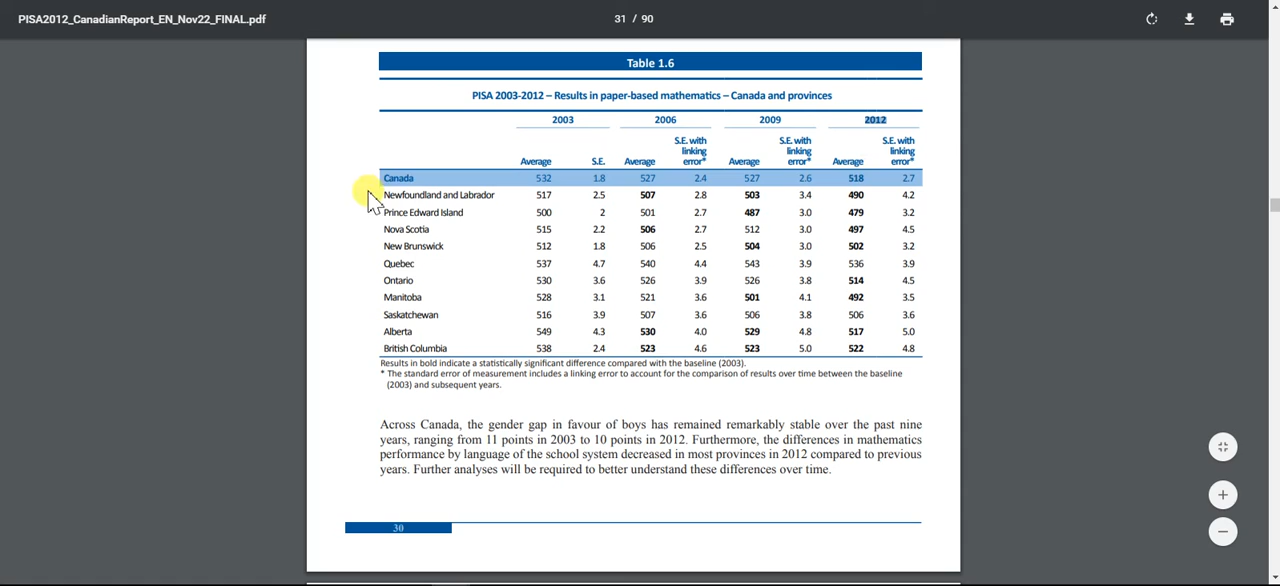 PISA2012_CanadianReport_EN_Nov22_FINAL.pdf 31 / 90
Table 1.6
PISA 2003-2012 – Results in paper-based mathematics – Canada and provinces
2003 2006 2009 2012
Average S.E. Average S.E. with linking error* Average S.E. with linking error* Average S.E. with linking error*
Canada 532 1.8 527 2.4 527 2.6 518 2.7
Newfoundland and Labrador 517 2.5 507 2.8 503 3.4 490 4.2
Prince Edward Island 500 2 501 2.7 487 3.0 479 3.2
Nova Scotia 515 2.2 506 2.7 512 3.0 497 4.5
New Brunswick 512 1.8 506 2.5 504 3.0 502 3.2
Quebec 537 4.7 540 4.4 543 3.9 536 3.9
Ontario 530 3.6 526 3.9 526 3.8 514 4.5
Manitoba 528 3.1 521 3.6 501 4.1 492 3.5
Saskatchewan 516 3.9 507 3.6 506 3.8 506 3.6
Alberta 549 4.3 530 4.0 529 4.8 517 5.0
British Columbia 538 2.4 523 4.6 523 5.0 522 4.8
Results in bold indicate a statistically significant difference compared with the baseline (2003).
* The standard error of measurement includes a linking error to account for the comparison of results over time between the baseline
(2003) and subsequent years.
Across Canada, the gender gap in favour of boys has remained remarkably stable over the past nine
years, ranging from 11 points in 2003 to 10 points in 2012. Furthermore, the differences in mathematics
performance by language of the school system decreased in most provinces in 2012 compared to previous
years. Further analyses will be required to better understand these differences over time.
30